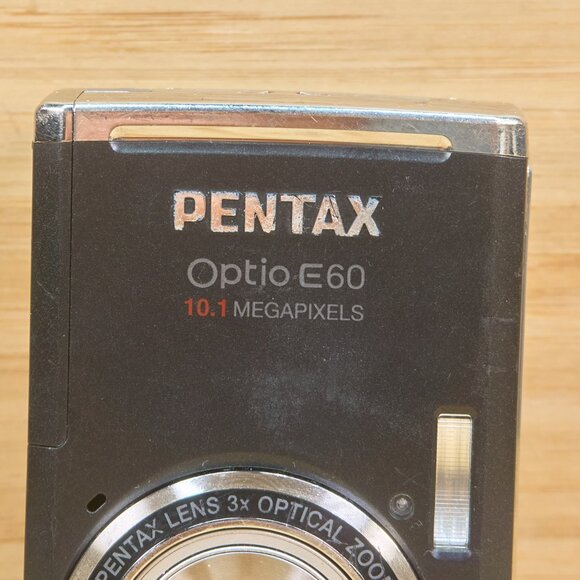 PENTAX
Optio E60
10.1 MEGAPIXELS
PENTAX LENS 3x OPTICAL ZOOM